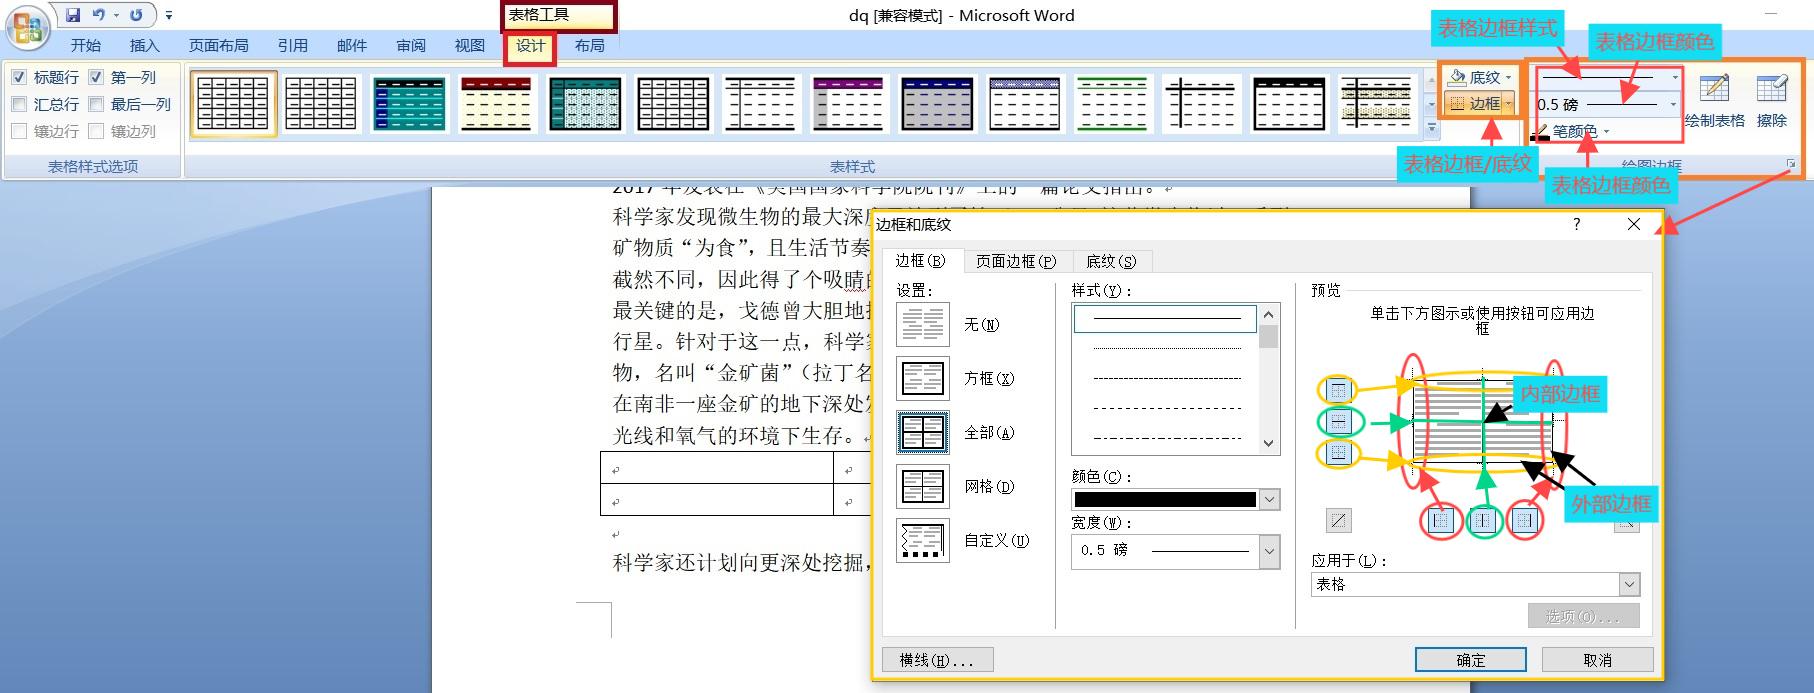 表格工具
dq [兼容模式] - Microsoft Word
开始 插入 页面布局 引用 邮件 审阅 视图 设计 布局
表格边框样式
表格边框颜色
标题行 第一列
汇总行 最后一列
镶边行 镶边列
表格样式选项
表样式
底纹
边框
0.5 磅
笔颜色
绘制表格 擦除
绘图边框
表格边框/底纹
表格边框颜色
2017 年发表在《美国国家科学院院刊》上的一篇论文指出。
科学家发现微生物的最大深度
矿物质“为食”，且生活节奏
截然不同，因此得了个吸睛的
最关键的是，戈德曾大胆地
行星。针对于这一点，科学家
物，名叫“金矿菌”（拉丁名
在南非一座金矿的地下深处
光线和氧气的环境下生存。
科学家还计划向更深处挖掘，
边框和底纹
?
边框(B) 页面边框(P) 底纹(S)
设置：
无(N)
方框(X)
全部(A)
网格(D)
自定义(U)
样式(Y)：
颜色(C)：
宽度(W)：
0.5 磅
预览
单击下方图示或使用按钮可应用边
框
内部边框
外部边框
应用于(L)：
表格
选项(O)...
横线(H)...
确定 取消